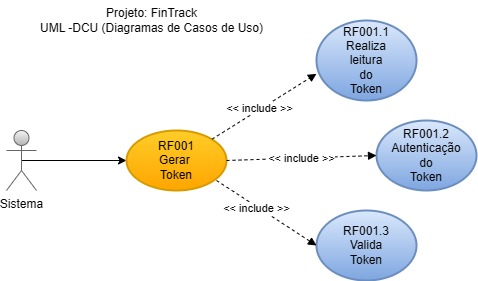 Projeto: FinTrack
UML -DCU (Diagramas de Casos de Uso)
RF001.1
Realiza
leitura
do
Token
<< include >>
RF001
Gerar
Token
<< include >>
RF001.2
Autenticação
do
Token
Sistema
<< include >>
RF001.3
Valida
Token